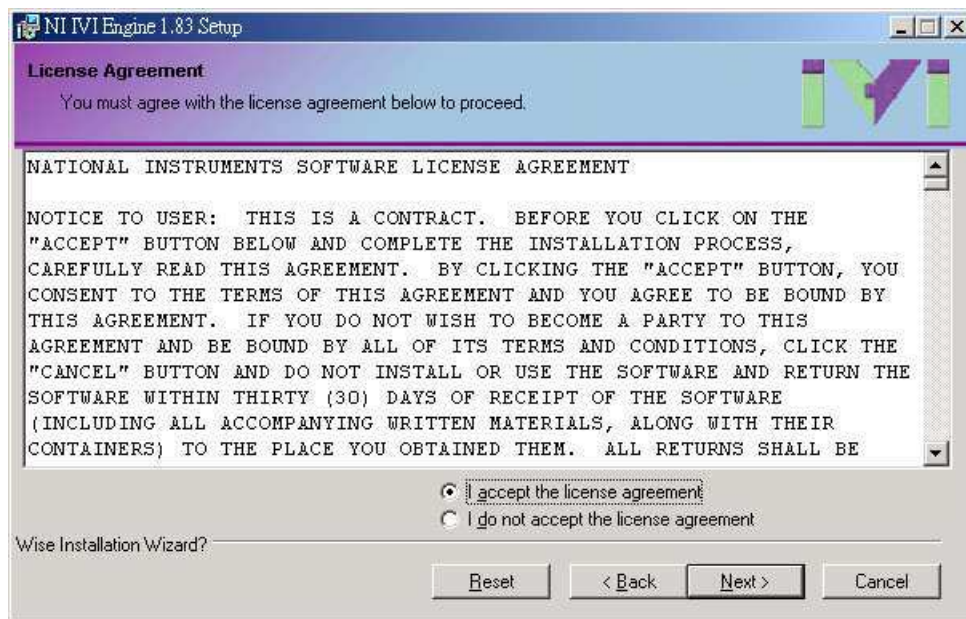 NI IVI Engine 1.83 Setup
License Agreement
You must agree with the license agreement below to proceed.
IVI
NATIONAL INSTRUMENTS SOFTWARE LICENSE AGREEMENT
NOTICE TO USER:  THIS IS A CONTRACT.  BEFORE YOU CLICK ON THE
"ACCEPT" BUTTON BELOW AND COMPLETE THE INSTALLATION PROCESS,
CAREFULLY READ THIS AGREEMENT.  BY CLICKING THE "ACCEPT" BUTTON, YOU
CONSENT TO THE TERMS OF THIS AGREEMENT AND YOU AGREE TO BE BOUND BY
THIS AGREEMENT.  IF YOU DO NOT WISH TO BECOME A PARTY TO THIS
AGREEMENT AND BE BOUND BY ALL OF ITS TERMS AND CONDITIONS, CLICK THE
"CANCEL" BUTTON AND DO NOT INSTALL OR USE THE SOFTWARE AND RETURN THE
SOFTWARE WITHIN THIRTY (30) DAYS OF RECEIPT OF THE SOFTWARE
(INCLUDING ALL ACCOMPANYING WRITTEN MATERIALS, ALONG WITH THEIR
CONTAINERS) TO THE PLACE YOU OBTAINED THEM.  ALL RETURNS SHALL BE
I accept the license agreement
I do not accept the license agreement
Wise Installation Wizard?
Reset
< Back
Next >
Cancel